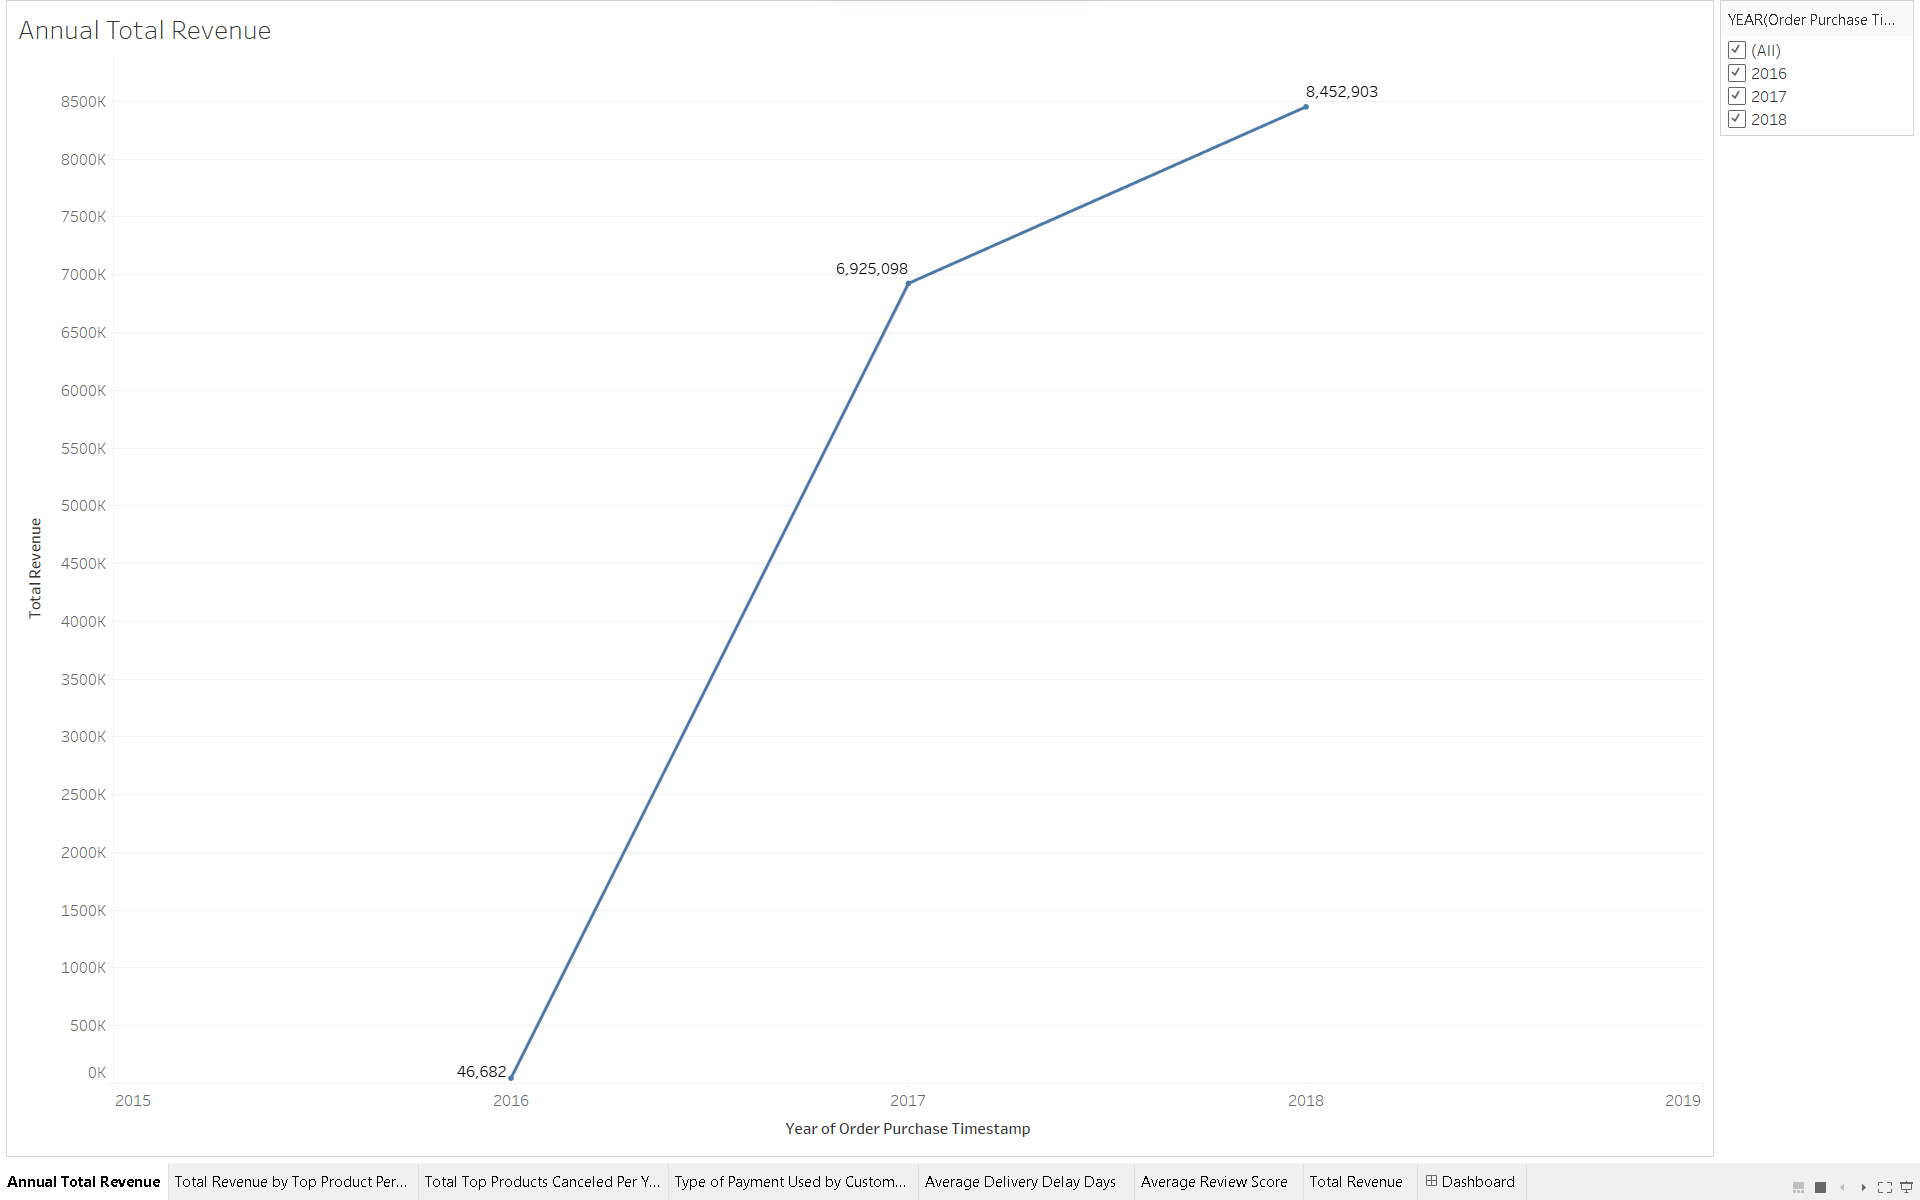 Annual Total Revenue
YEAR(Order Purchase Ti...
(All)
2016
2017
2018
8500K
8000K
7500K
7000K
6500K
6000K
5500K
5000K
4500K
4000K
3500K
3000K
2500K
2000K
1500K
1000K
500K
0K
Total Revenue
8,452,903
6,925,098
46,682
2015
2016
2017
2018
2019
Year of Order Purchase Timestamp
Annual Total Revenue
Total Revenue by Top Product Per...
Total Top Products Canceled Per Y...
Type of Payment Used by Custom...
Average Delivery Delay Days
Average Review Score
Total Revenue
Dashboard